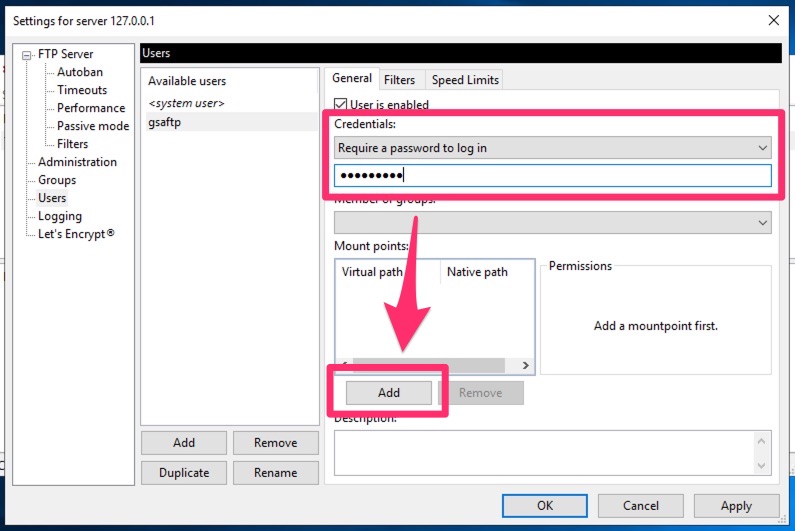 Settings for server 127.0.0.1
FTP Server
Autoban
Timeouts
Performance
Passive mode
Filters
Administration
Groups
Users
Logging
Let's Encrypt®
Users
Available users
<system user>
gsaftp
Add
Remove
Duplicate
Rename
General
Filters
Speed Limits
User is enabled
Credentials:
Require a password to log in
•••••••••
Member of groups:
Mount points:
Virtual path
Native path
Permissions
Add a mountpoint first.
Add
Remove
Description:
OK
Cancel
Apply